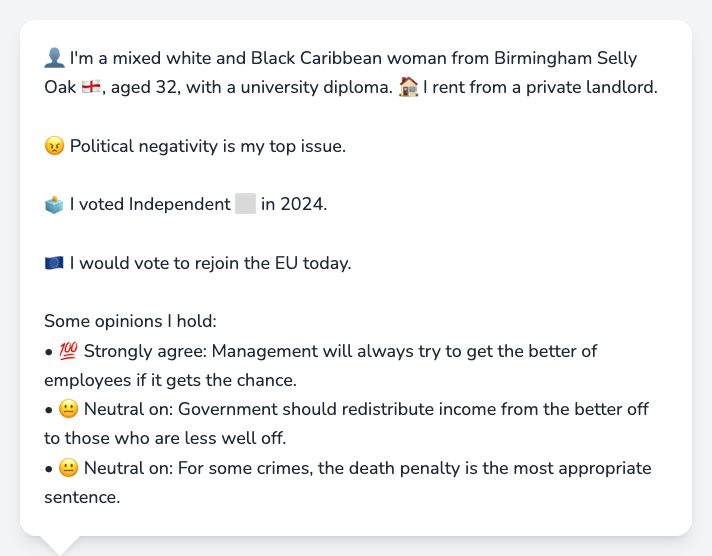 👤 I'm a mixed white and Black Caribbean woman from Birmingham Selly
Oak 🏴󠁧󠁢󠁥󠁮󠁧󠁿, aged 32, with a university diploma. 🏠 I rent from a private landlord.
😠 Political negativity is my top issue.
🗳️ I voted Independent ⬜ in 2024.
🇪🇺 I would vote to rejoin the EU today.
Some opinions I hold:
• 💯 Strongly agree: Management will always try to get the better of
employees if it gets the chance.
• 😐 Neutral on: Government should redistribute income from the better off
to those who are less well off.
• 😐 Neutral on: For some crimes, the death penalty is the most appropriate
sentence.